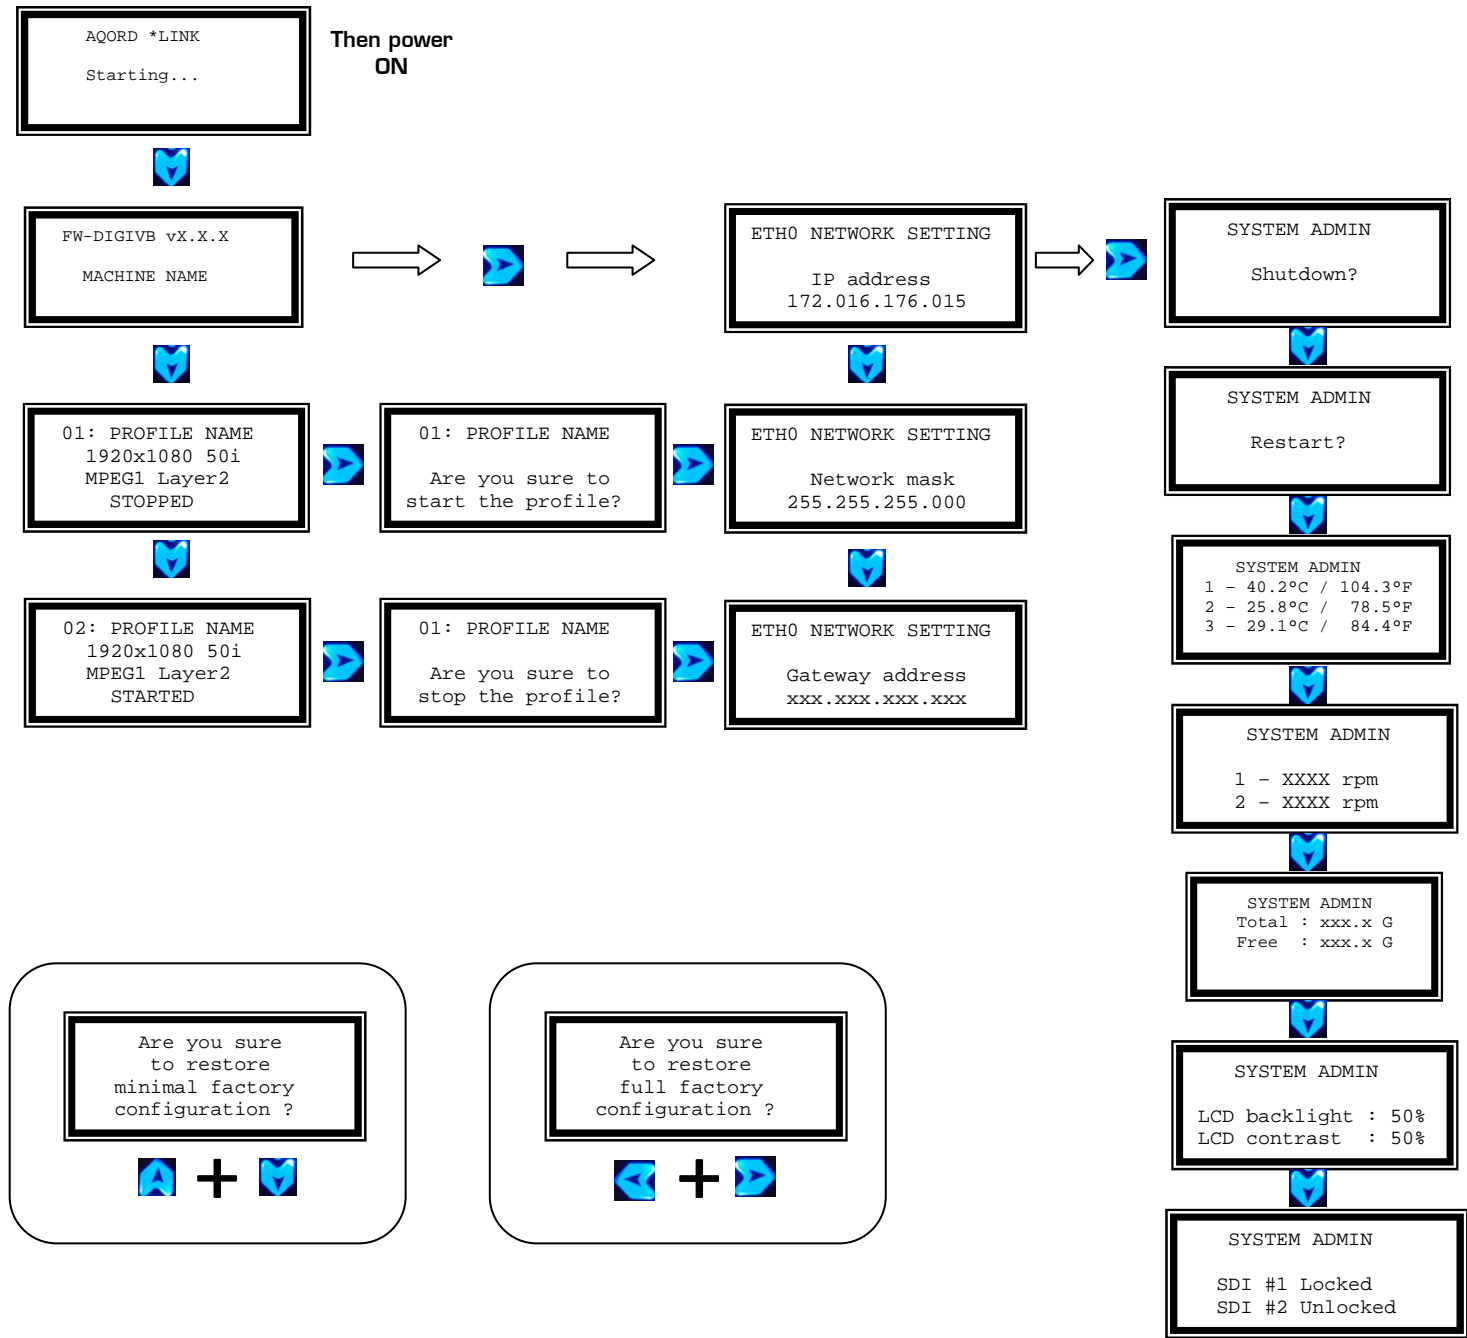 AQORD *LINK
Starting...
Then power
ON
FW-DIGIVB vX.X.X
MACHINE NAME
ETH0 NETWORK SETTING
IP address
172.016.176.015
SYSTEM ADMIN
Shutdown?
01: PROFILE NAME
1920x1080 50i
MPEG1 Layer2
STOPPED
01: PROFILE NAME
Are you sure to
start the profile?
ETH0 NETWORK SETTING
Network mask
255.255.255.000
SYSTEM ADMIN
Restart?
SYSTEM ADMIN
1 – 40.2°C / 104.3°F
2 – 25.8°C / 78.5°F
3 – 29.1°C / 84.4°F
02: PROFILE NAME
1920x1080 50i
MPEG1 Layer2
STARTED
01: PROFILE NAME
Are you sure to
stop the profile?
ETH0 NETWORK SETTING
Gateway address
xxx.xxx.xxx.xxx
SYSTEM ADMIN
1 – XXXX rpm
2 – XXXX rpm
SYSTEM ADMIN
Total : xxx.x G
Free : xxx.x G
Are you sure
to restore
minimal factory
configuration ?
Are you sure
to restore
full factory
configuration ?
SYSTEM ADMIN
LCD backlight : 50%
LCD contrast : 50%
SYSTEM ADMIN
SDI #1 Locked
SDI #2 Unlocked